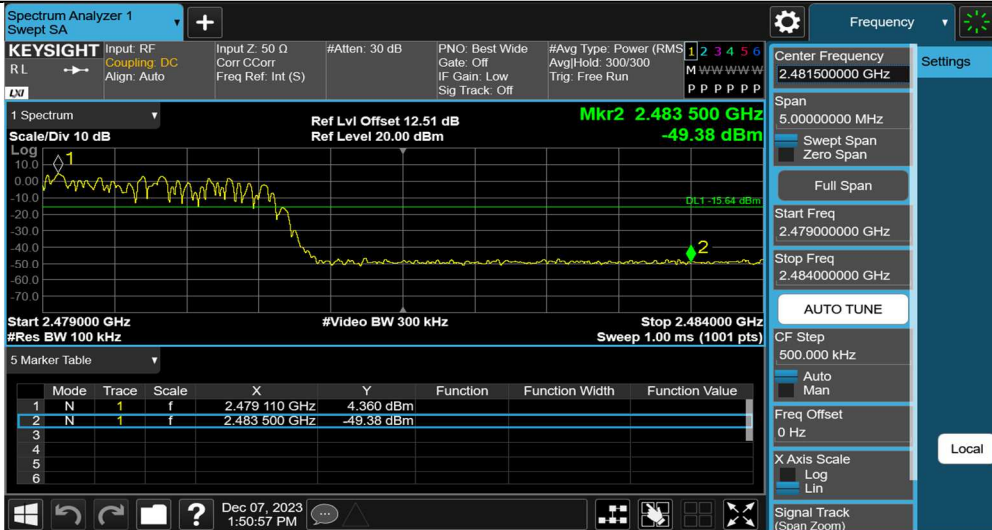 Spectrum Analyzer 1
Swept SA
+
Frequency
KEYSIGHT
RL
LXI
Input: RF
Coupling: DC
Align: Auto
Input Z: 50 Ω
Corr CCorr
Freq Ref: Int (S)
#Atten: 30 dB
PNO: Best Wide
Gate: Off
IF Gain: Low
Sig Track: Off
#Avg Type: Power (RMS
Avg|Hold: 300/300
Trig: Free Run
1 2 3 4 5 6
M W W W W W
P P P P P P
1 Spectrum
Scale/Div 10 dB
Ref Lvl Offset 12.51 dB
Ref Level 20.00 dBm
Mkr2 2.483 500 GHz
-49.38 dBm
Log
10.0
0.00
-10.0
-20.0
-30.0
-40.0
-50.0
-60.0
-70.0
1
DL1 -15.64 dBm
2
Start 2.479000 GHz
#Res BW 100 kHz
#Video BW 300 kHz
Stop 2.484000 GHz
Sweep 1.00 ms (1001 pts)
5 Marker Table
Mode Trace Scale X Y Function Function Width Function Value
1 N 1 f 2.479 110 GHz 4.360 dBm
2 N 1 f 2.483 500 GHz -49.38 dBm
3
4
5
6
?
Dec 07, 2023
1:50:57 PM
Center Frequency
2.481500000 GHz
Span
5.00000000 MHz
Swept Span
Zero Span
Full Span
Start Freq
2.479000000 GHz
Stop Freq
2.484000000 GHz
AUTO TUNE
CF Step
500.000 kHz
Auto
Man
Freq Offset
0 Hz
X Axis Scale
Log
Lin
Signal Track
(Span Zoom)
Settings
Local